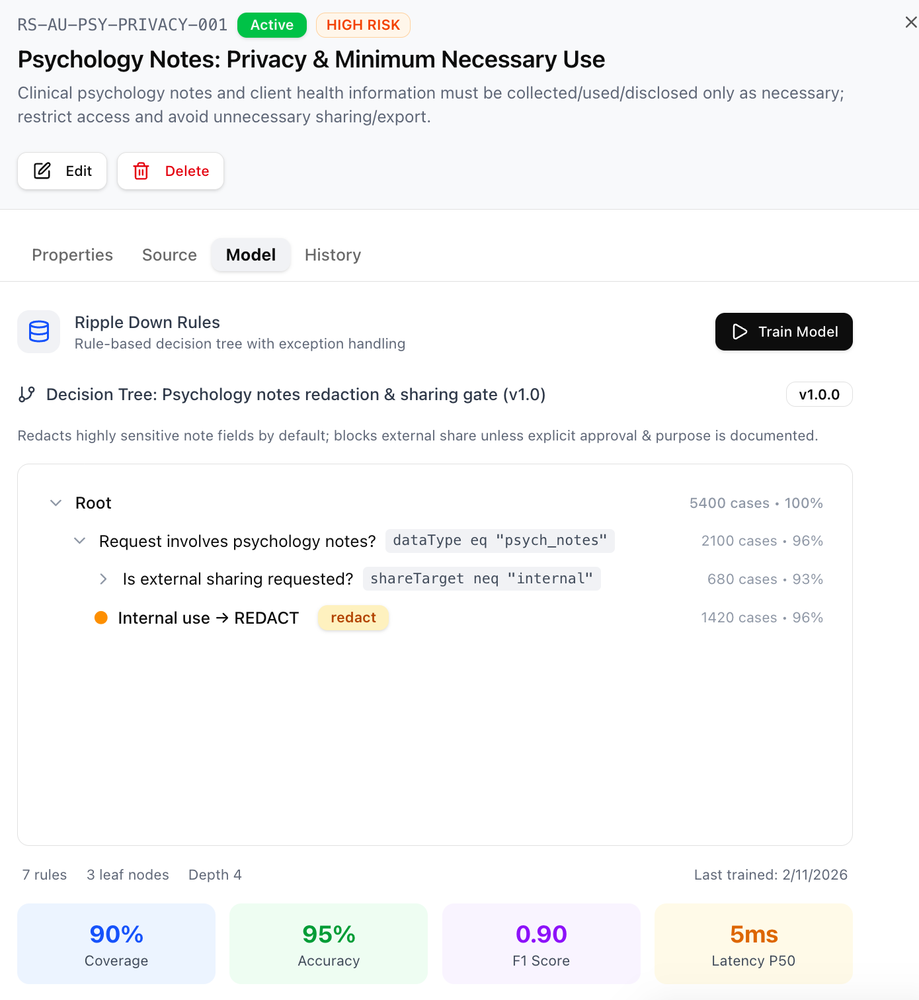 RS-AU-PSY-PRIVACY-001 Active HIGH RISK
Psychology Notes: Privacy & Minimum Necessary Use
Clinical psychology notes and client health information must be collected/used/disclosed only as necessary;
restrict access and avoid unnecessary sharing/export.
Edit Delete
Properties Source Model History
Ripple Down Rules
Rule-based decision tree with exception handling
Train Model
Decision Tree: Psychology notes redaction & sharing gate (v1.0) v1.0.0
Redacts highly sensitive note fields by default; blocks external share unless explicit approval & purpose is documented.
Root 5400 cases • 100%
Request involves psychology notes? dataType eq "psych_notes" 2100 cases • 96%
Is external sharing requested? shareTarget neq "internal" 680 cases • 93%
Internal use → REDACT redact 1420 cases • 96%
7 rules 3 leaf nodes Depth 4 Last trained: 2/11/2026
90% 95% 0.90 5ms
Coverage Accuracy F1 Score Latency P50